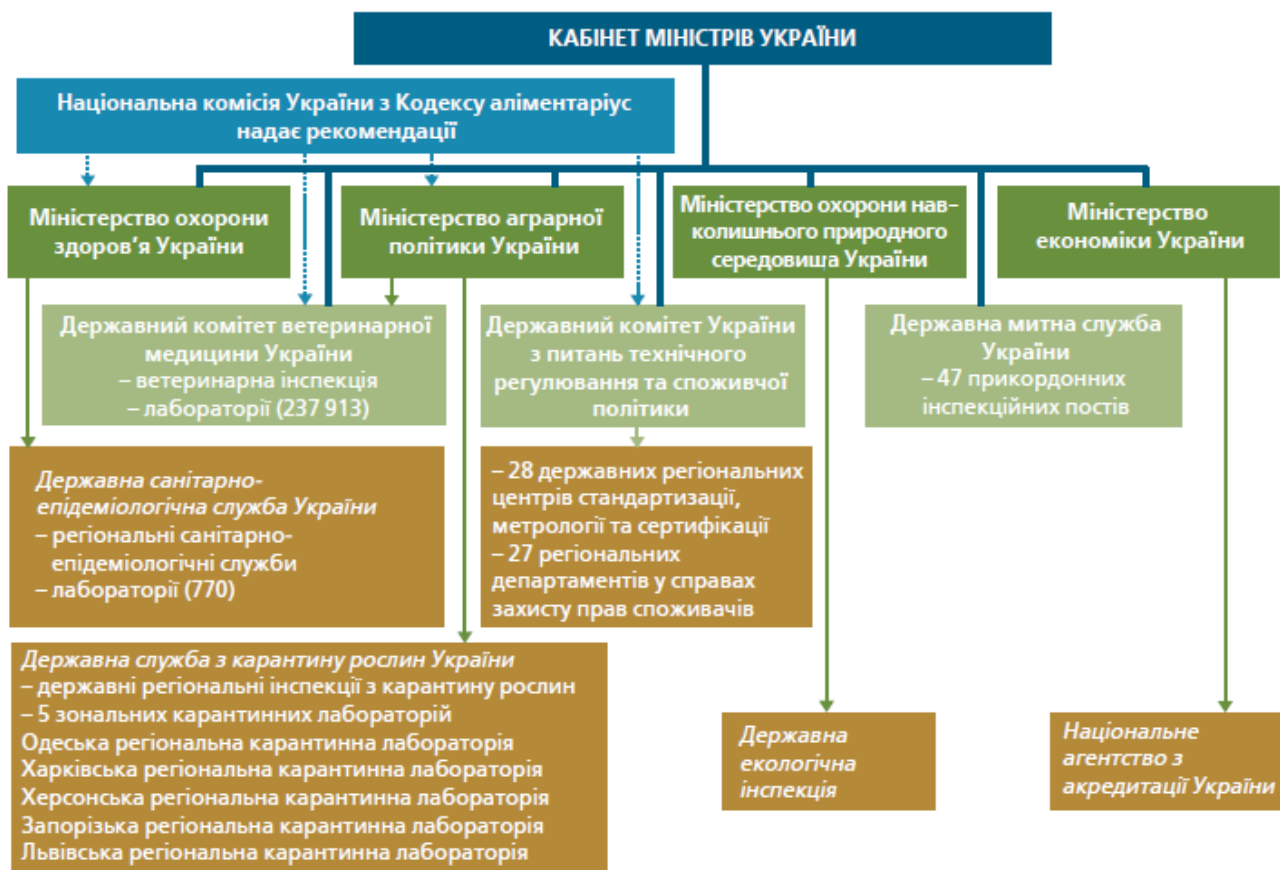 КАБІНЕТ МІНІСТРІВ УКРАЇНИ
Національна комісія України з Кодексу аліментаріус
надає рекомендації
Міністерство охорони
здоров’я України
Міністерство аграрної
політики України
Міністерство охорони нав–
колишнього природного
середовища України
Міністерство
економіки України
Державний комітет ветеринарної
медицини України
– ветеринарна інспекція
– лабораторії (237 913)
Державний комітет України
з питань технічного
регулювання та споживчої
політики
Державна митна служба
України
– 47 прикордонних
інспекційних постів
Державна санітарно-
епідеміологічна служба України
– регіональні санітарно-
епідеміологічні служби
– лабораторії (770)
– 28 державних регіональних
центрів стандартизації,
метрології та сертифікації
– 27 регіональних
департаментів у справах
захисту прав споживачів
Державна служба з карантину рослин України
– державні регіональні інспекції з карантину рослин
– 5 зональних карантинних лабораторій
Одеська регіональна карантинна лабораторія
Харківська регіональна карантинна лабораторія
Херсонська регіональна карантинна лабораторія
Запорізька регіональна карантинна лабораторія
Львівська регіональна карантинна лабораторія
Державна
екологічна
інспекція
Національне
агентство з
акредитації України